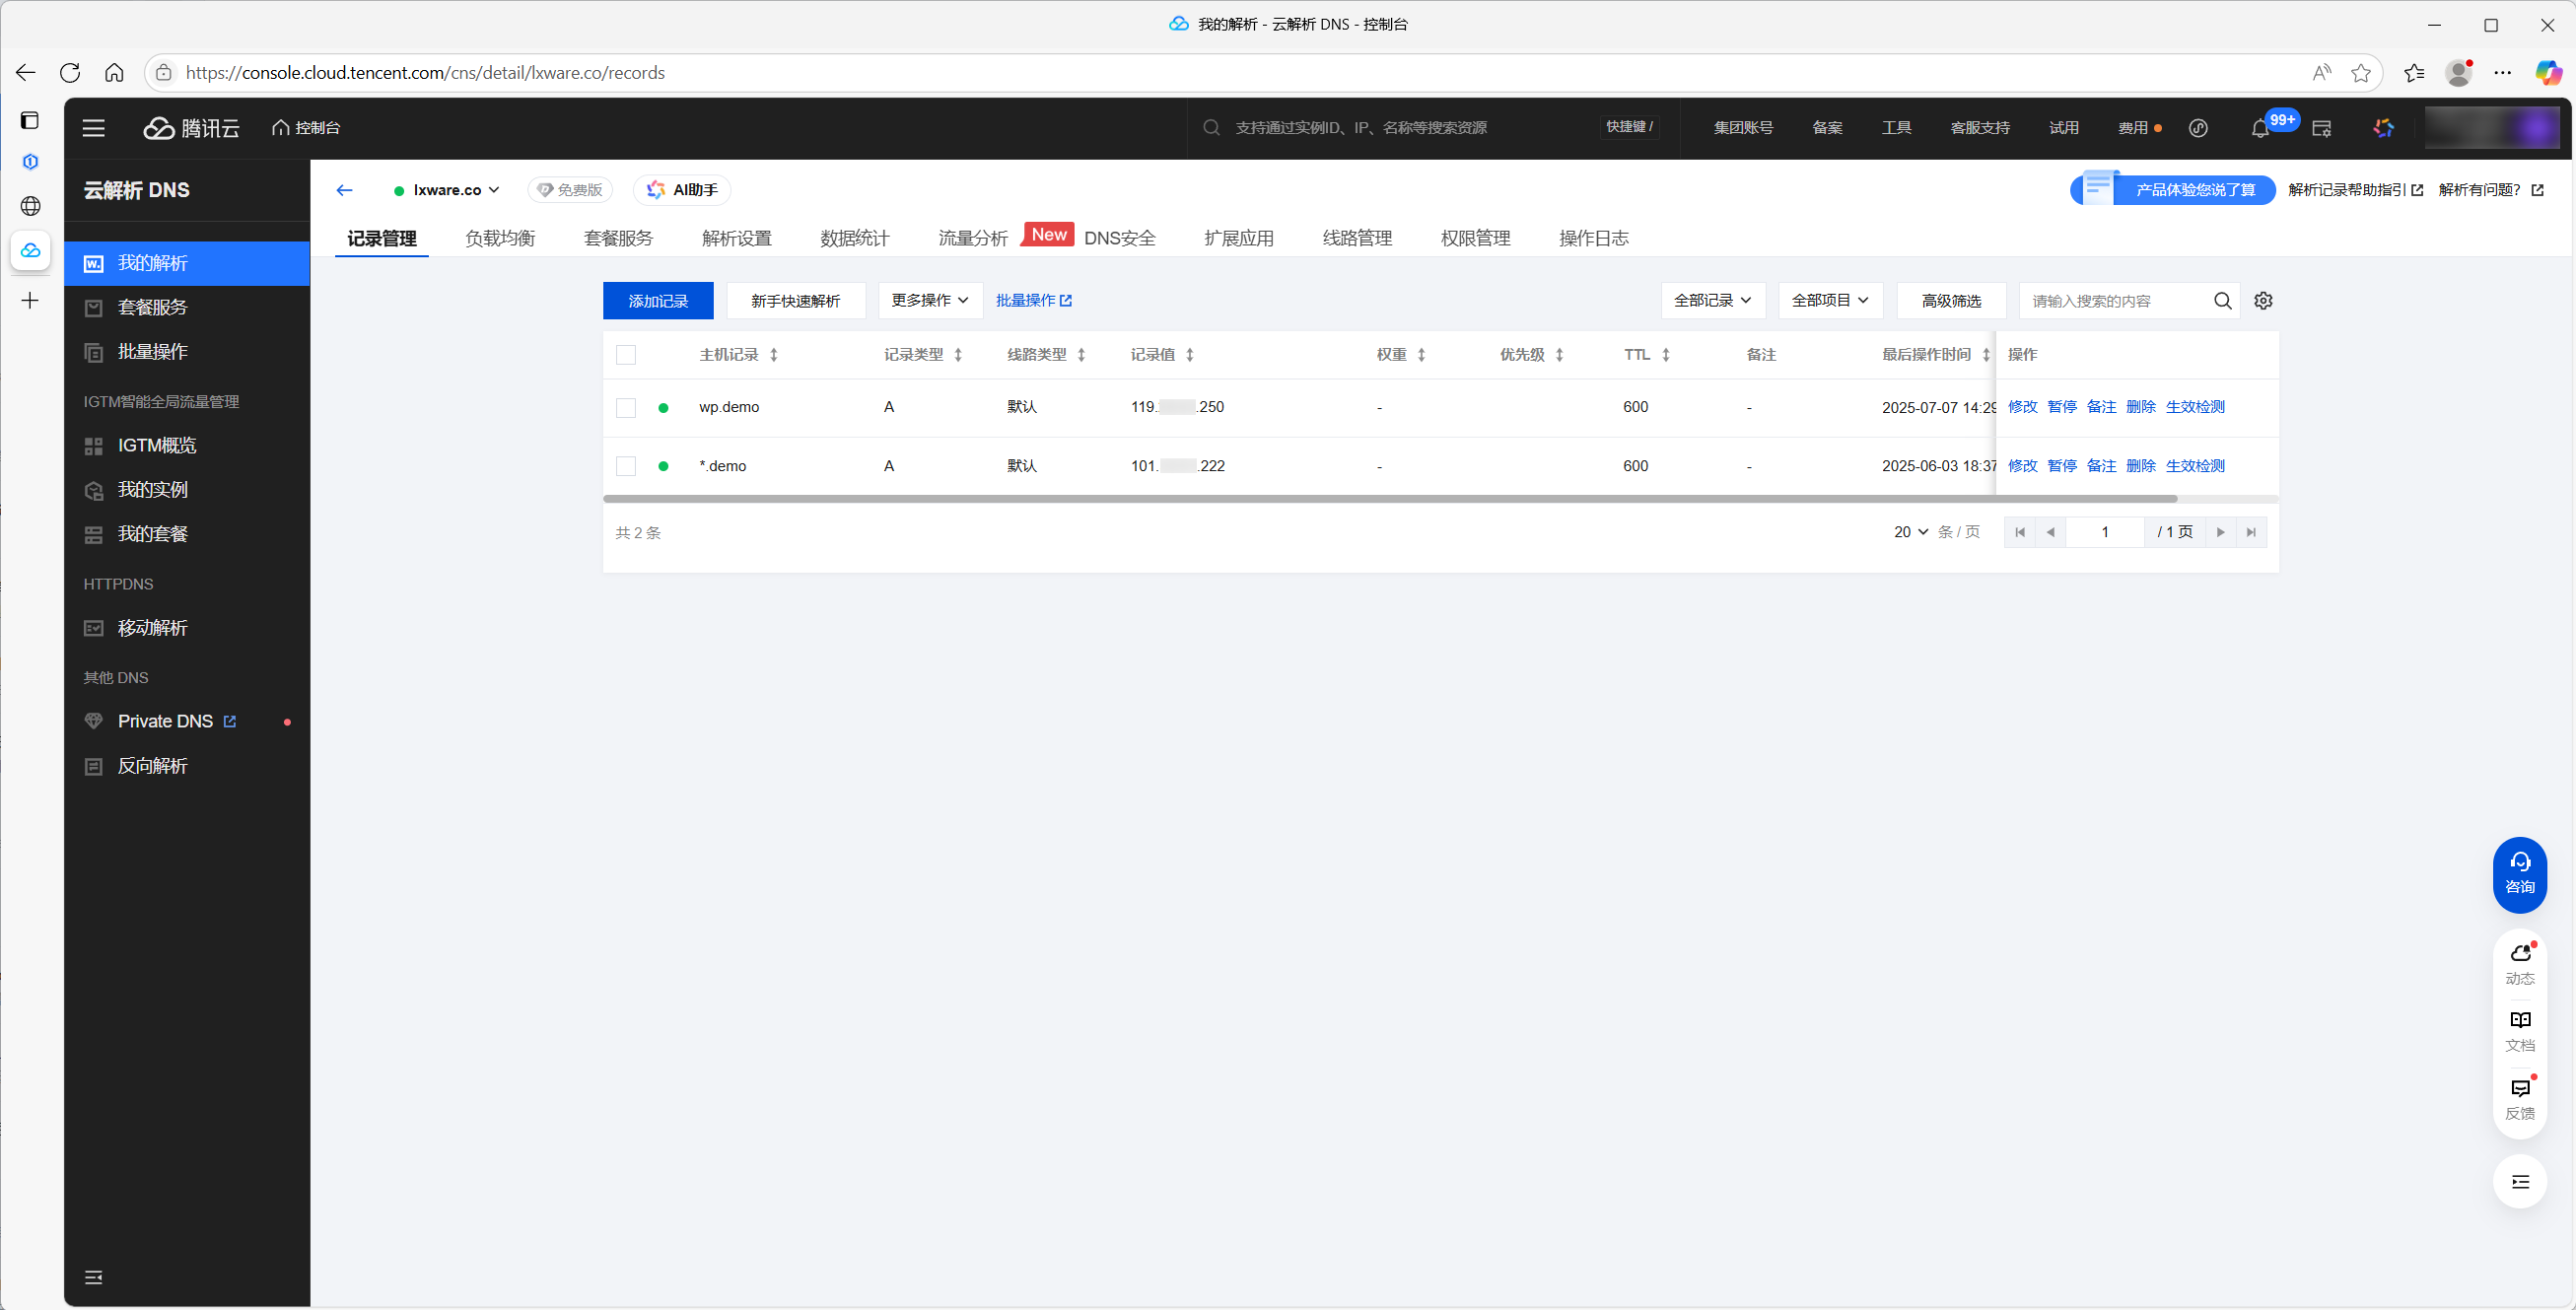 我的解析 - 云解析 DNS - 控制台
https://console.cloud.tencent.com/cns/detail/lxware.co/records
腾讯云 控制台 支持通过实例ID、IP、名称等搜索资源 快捷键 / 集团账号 备案 工具 客服支持 试用 费用 99+
云解析 DNS
我的解析
套餐服务
批量操作
IGTM智能全局流量管理
IGTM概览
我的实例
我的套餐
HTTPDNS
移动解析
其他 DNS
Private DNS
反向解析
lxware.co 免费版 AI助手 产品体验您说了算 解析记录帮助指引 解析有问题?
记录管理 负载均衡 套餐服务 解析设置 数据统计 流量分析 New DNS安全 扩展应用 线路管理 权限管理 操作日志
添加记录 新手快速解析 更多操作 批量操作 全部记录 全部项目 高级筛选 请输入搜索的内容
主机记录 记录类型 线路类型 记录值 权重 优先级 TTL 备注 最后操作时间 操作
wp.demo A 默认 119. .250 - 600 - 2025-07-07 14:29 修改 暂停 备注 删除 生效检测
*.demo A 默认 101. .222 - 600 - 2025-06-03 18:37 修改 暂停 备注 删除 生效检测
共 2 条 20 条 / 页 1 / 1 页
咨询
动态
文档
反馈